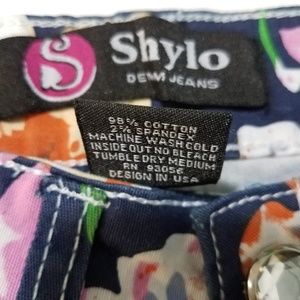 S Shylo
DENIM JEANS
98% COTTON
2% SPANDEX
MACHINE WASH COLD
INSIDE OUT NO BLEACH
TUMBLE DRY MEDIUM
RN 93056
DESIGN IN USA